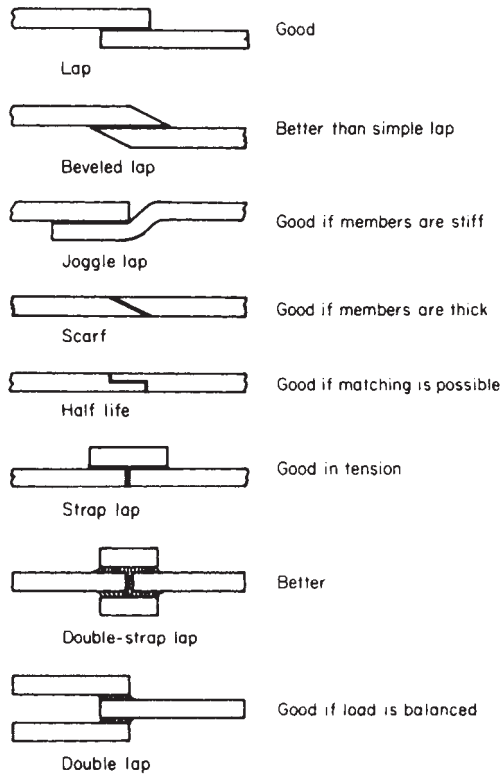 Good
Lap
Better than simple lap
Beveled lap
Good if members are stiff
Joggle lap
Good if members are thick
Scarf
Good if matching is possible
Half life
Good in tension
Strap lap
Better
Double-strap lap
Good if load is balanced
Double lap